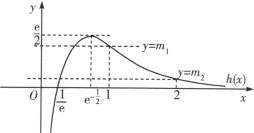 y
e/2
y=m₁
y=m₂
h(x)
O
1/e
e^{-1/2}
1
2
x